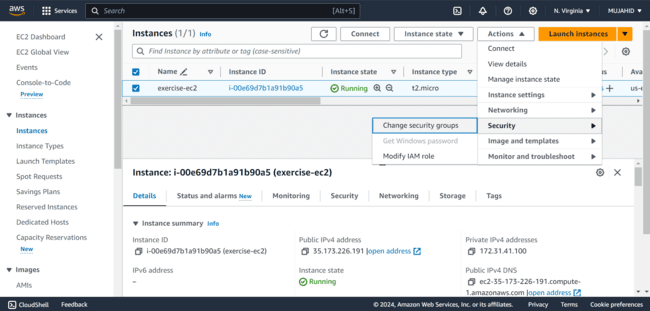 aws
Services
Search
[Alt+S]
N. Virginia
MUJAHID
EC2 Dashboard
EC2 Global View
Events
Console-to-Code
Preview
Instances
Instances
Instance Types
Launch Templates
Spot Requests
Savings Plans
Reserved Instances
Dedicated Hosts
Capacity Reservations
New
Images
AMIs
Instances (1/1) Info
Connect
Instance state
Actions
Launch instances
Find Instance by attribute or tag (case-sensitive)
Name
Instance ID
Instance state
Instance type
exercise-ec2
i-00e69d7b1a91b90a5
Running
t2.micro
us-e
Connect
View details
Manage instance state
Instance settings
Networking
Security
Image and templates
Monitor and troubleshoot
Change security groups
Get Windows password
Modify IAM role
Instance: i-00e69d7b1a91b90a5 (exercise-ec2)
Details
Status and alarms New
Monitoring
Security
Networking
Storage
Tags
Instance summary Info
Instance ID
i-00e69d7b1a91b90a5 (exercise-ec2)
Public IPv4 address
35.173.226.191 |open address
Private IPv4 addresses
172.31.41.100
IPv6 address
–
Instance state
Running
Public IPv4 DNS
ec2-35-173-226-191.compute-
1.amazonaws.com |open address
CloudShell
Feedback
© 2024, Amazon Web Services, Inc. or its affiliates.
Privacy
Terms
Cookie preferences